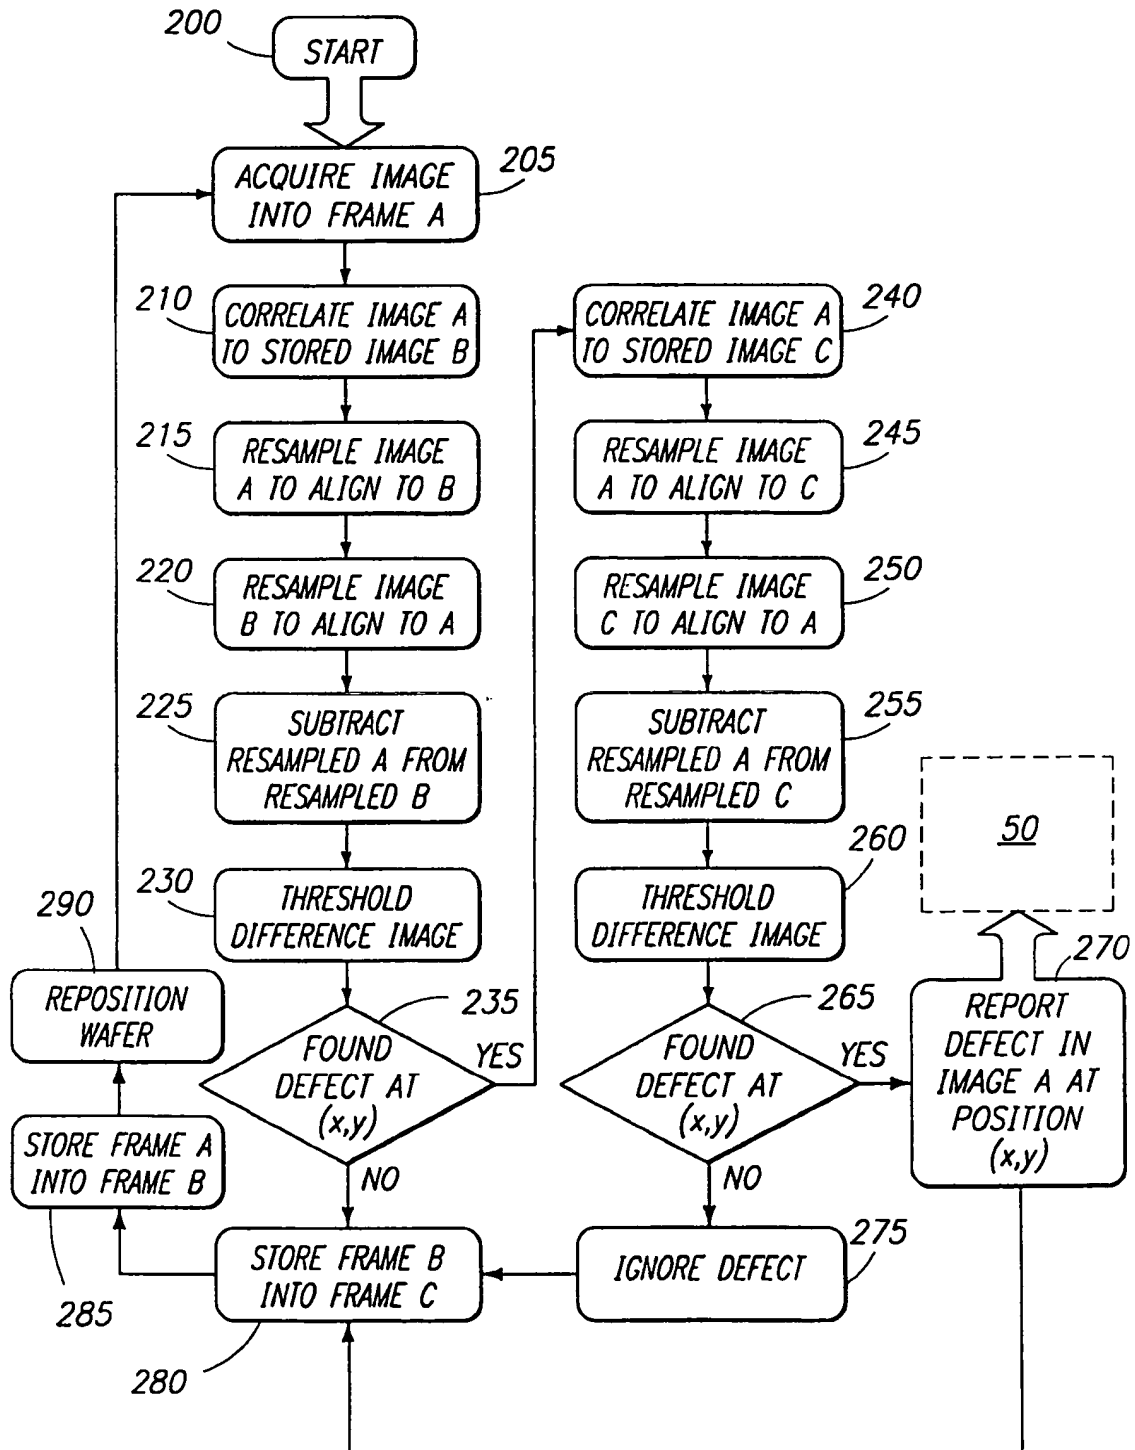 200
START
ACQUIRE IMAGE
INTO FRAME A
205
210
CORRELATE IMAGE A
TO STORED IMAGE B
215
RESAMPLE IMAGE
A TO ALIGN TO B
220
RESAMPLE IMAGE
B TO ALIGN TO A
225
SUBTRACT
RESAMPLED A FROM
RESAMPLED B
230
THRESHOLD
DIFFERENCE IMAGE
235
FOUND
DEFECT AT
(x,y)
YES
NO
240
CORRELATE IMAGE A
TO STORED IMAGE C
245
RESAMPLE IMAGE
A TO ALIGN TO C
250
RESAMPLE IMAGE
C TO ALIGN TO A
255
SUBTRACT
RESAMPLED A FROM
RESAMPLED C
260
THRESHOLD
DIFFERENCE IMAGE
265
FOUND
DEFECT AT
(x,y)
YES
NO
50
270
REPORT
DEFECT IN
IMAGE A AT
POSITION
(x,y)
275
IGNORE DEFECT
STORE FRAME B
INTO FRAME C
280
STORE FRAME A
INTO FRAME B
285
290
REPOSITION
WAFER